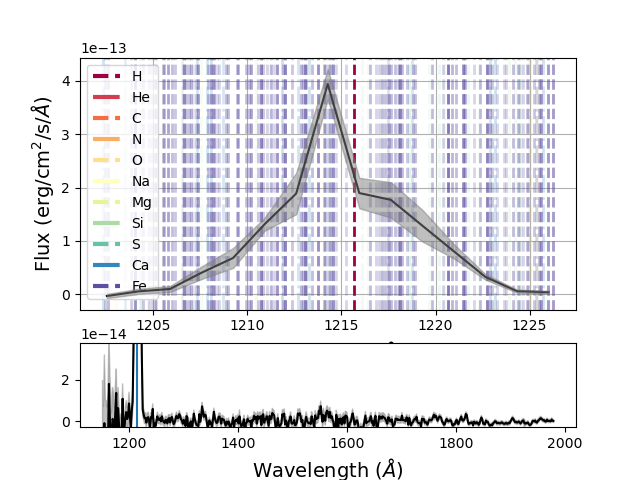 1e−13
4
3
2
1
0
Flux (erg/cm²/s/Å)
H
He
C
N
O
Na
Mg
Si
S
Ca
Fe
1205 1210 1215 1220 1225
1e−14
2
0
1200 1400 1600 1800 2000
Wavelength (Å)